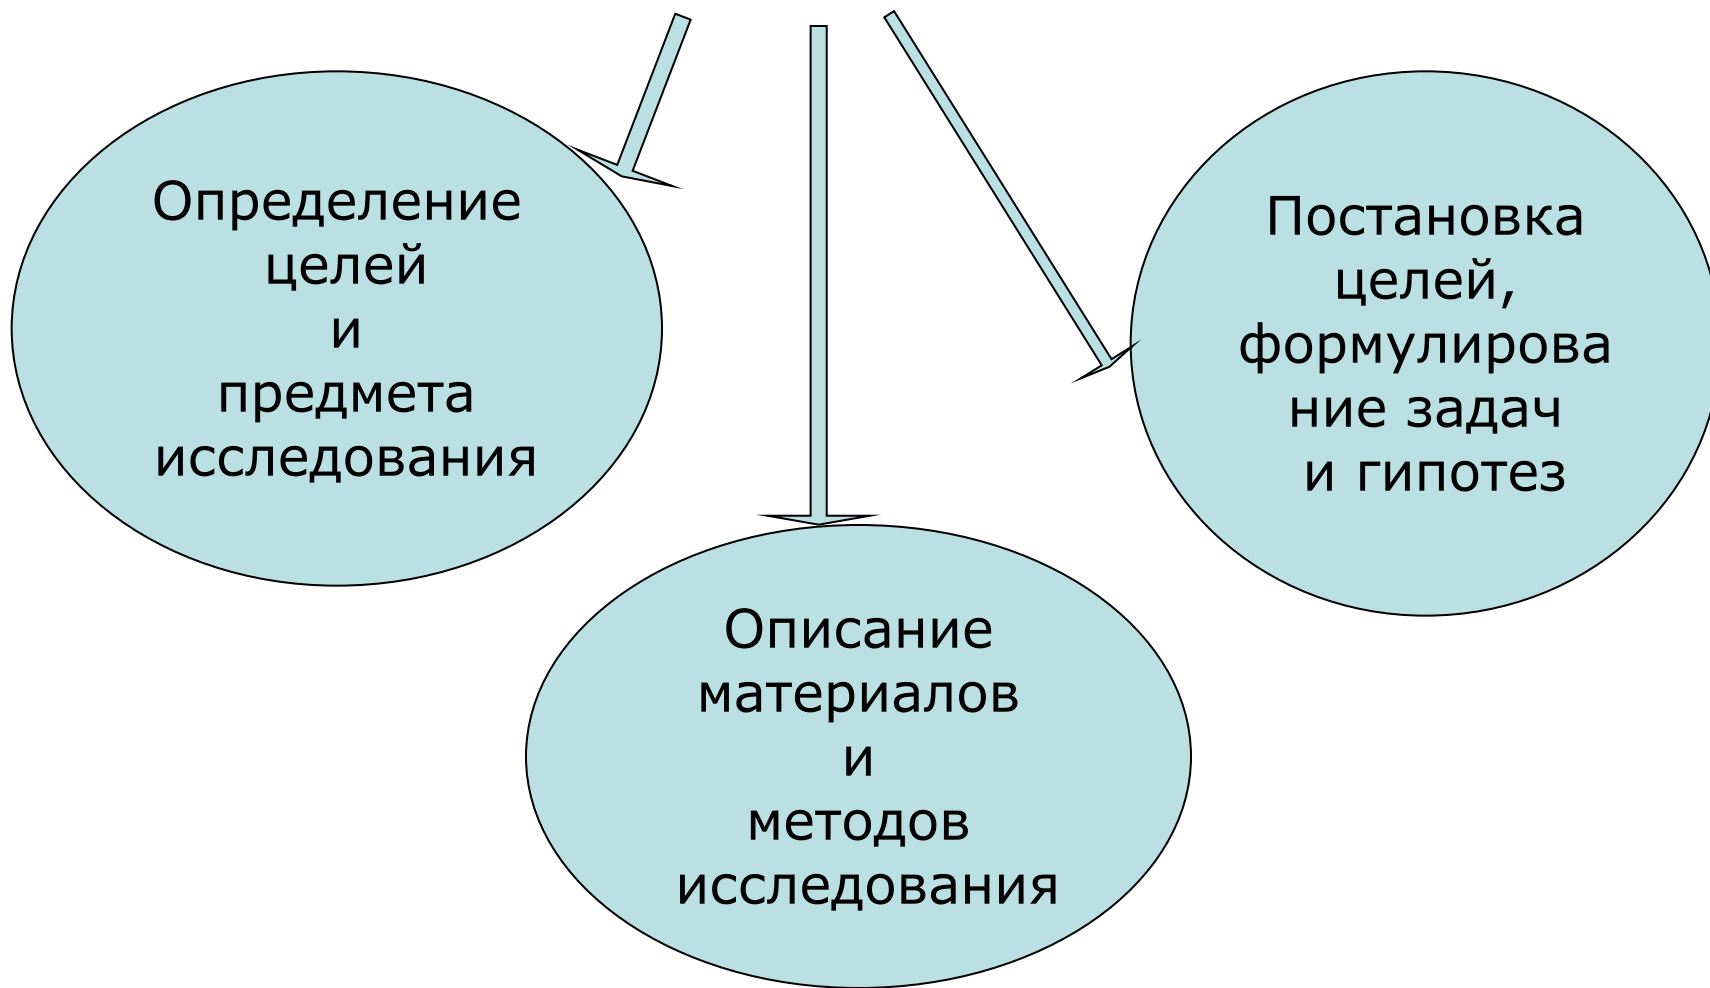 Определение
целей
и
предмета
исследования
Постановка
целей,
формулирова
ние задач
и гипотез
Описание
материалов
и
методов
исследования